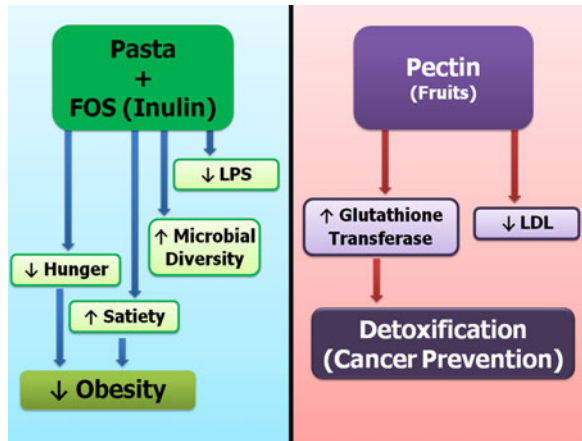 Pasta
+
FOS (Inulin)
↓ LPS
↑ Microbial
Diversity
↓ Hunger
↑ Satiety
↓ Obesity
Pectin
(Fruits)
↑ Glutathione
Transferase
↓ LDL
Detoxification
(Cancer Prevention)